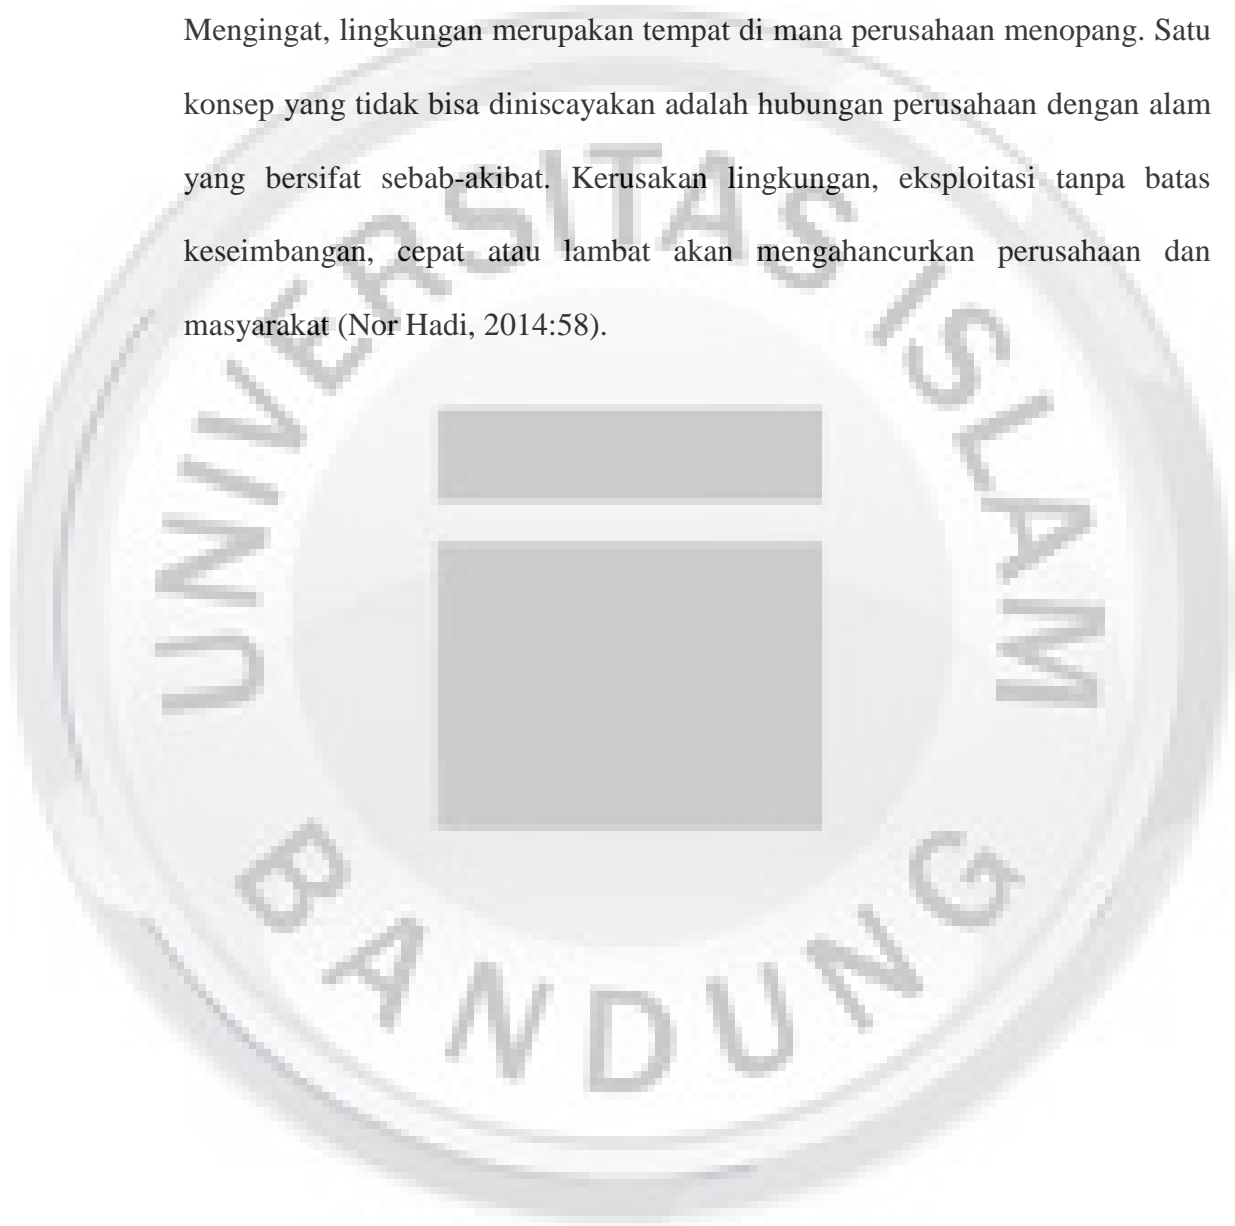 Mengingat, lingkungan merupakan tempat di mana perusahaan menopang. Satu
konsep yang tidak bisa diniscayakan adalah hubungan perusahaan dengan alam
yang bersifat sebab-akibat. Kerusakan lingkungan, eksploitasi tanpa batas
keseimbangan, cepat atau lambat akan mengahancurkan perusahaan dan
masyarakat (Nor Hadi, 2014:58).
UNIVERSITAS ISLAM
BANDUNG